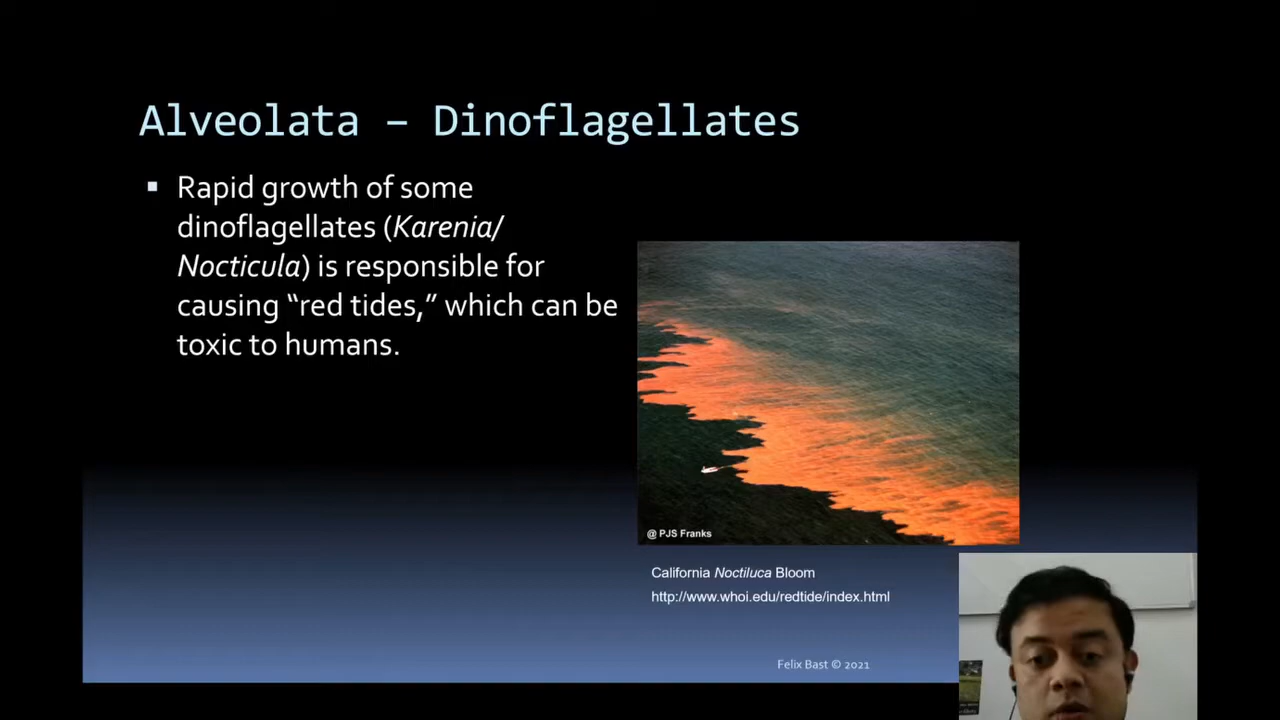 Alveolata – Dinoflagellates
▪ Rapid growth of some
dinoflagellates (Karenia/
Nocticula) is responsible for
causing “red tides,” which can be
toxic to humans.
@ PJS Franks
California Noctiluca Bloom
http://www.whoi.edu/redtide/index.html
Felix Bast © 2021